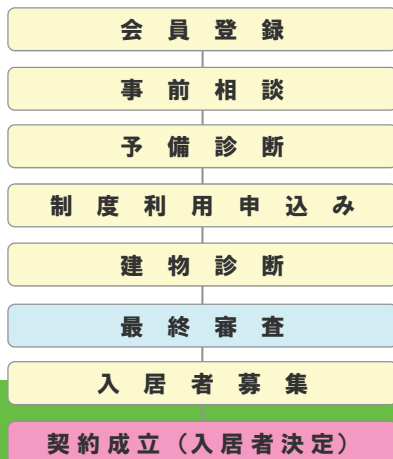 会員登録
事前相談
予備診断
制度利用申込み
建物診断
最終審査
入居者募集
契約成立（入居者決定）